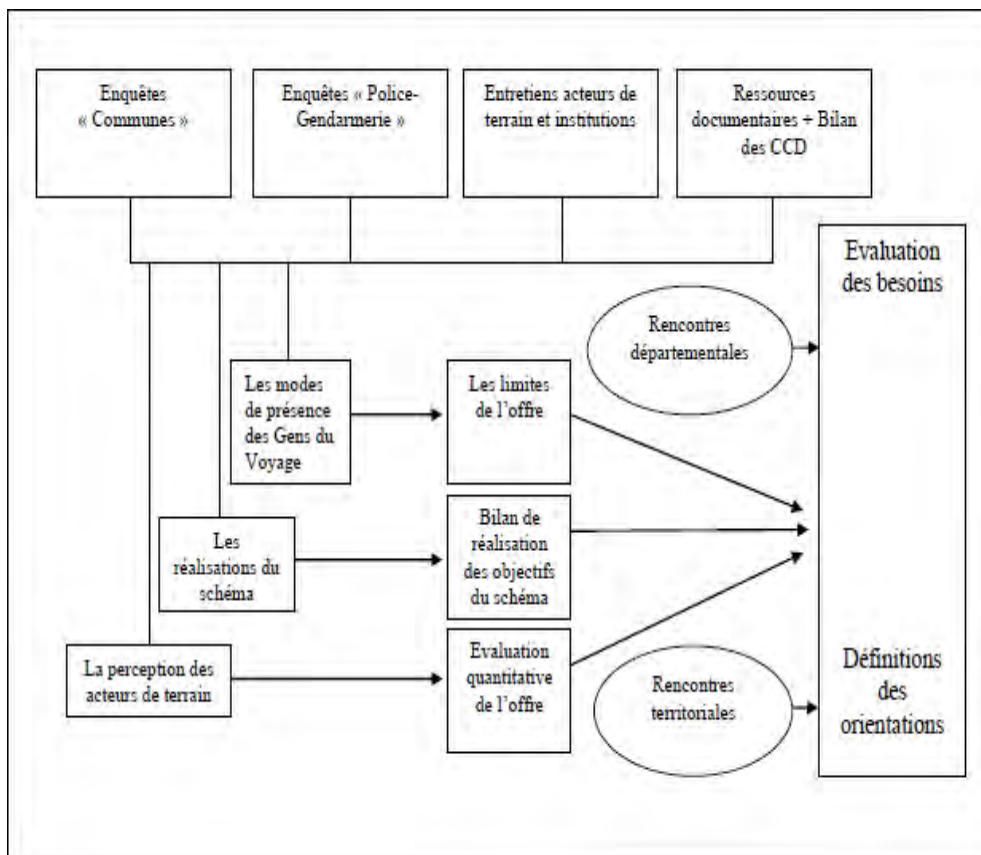 Enquêtes
« Communes »
Enquêtes « Police-
Gendarmerie »
Entretiens acteurs de
terrain et institutions
Ressources
documentaires + Bilan
des CCD
Evaluation
des besoins
Rencontres
départementales
Les modes
de présence
des Gens du
Voyage
Les limites
de l'offre
Les
réalisations du
schéma
Bilan de
réalisation
des objectifs
du schéma
La perception des
acteurs de terrain
Evaluation
quantitative
de l'offre
Rencontres
territoriales
Définitions
des
orientations